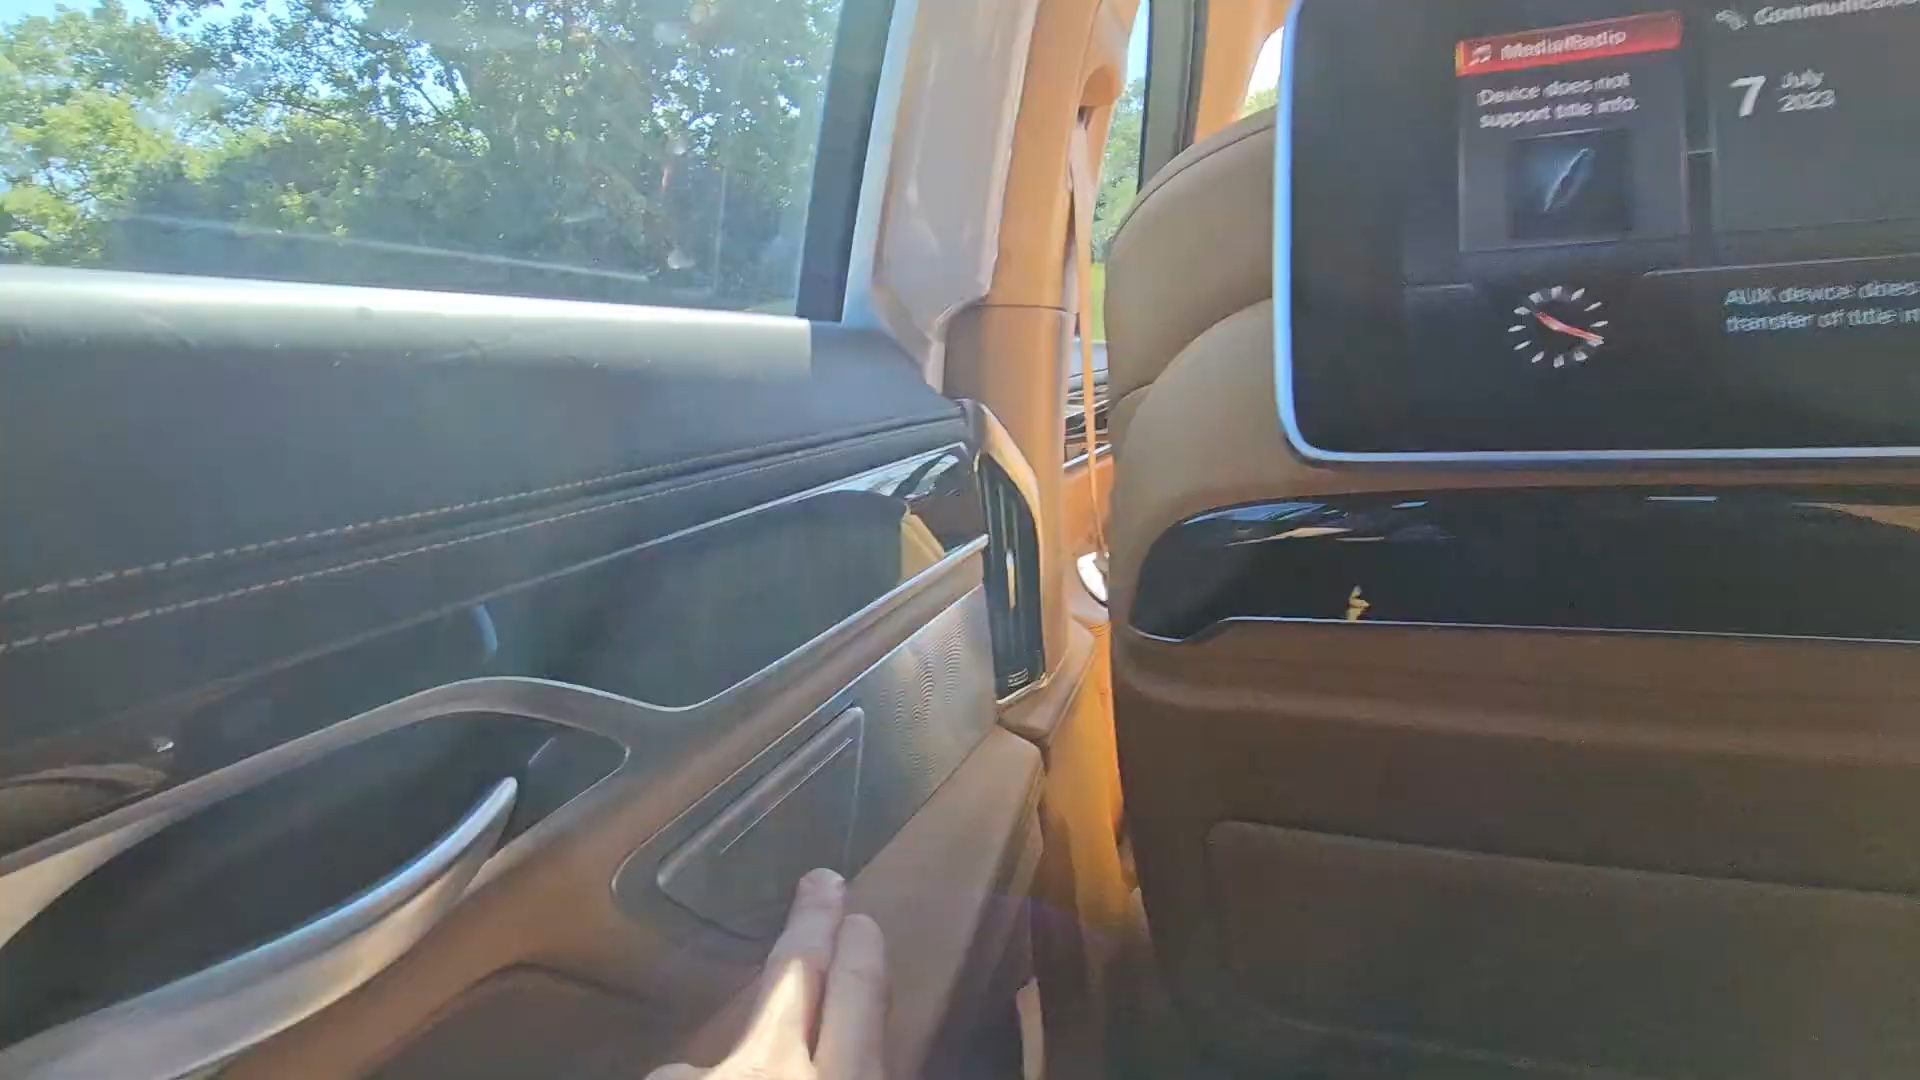 Media/Radio
Device does not
support title info.
7
July
2023
AUX device does
transfer of title in